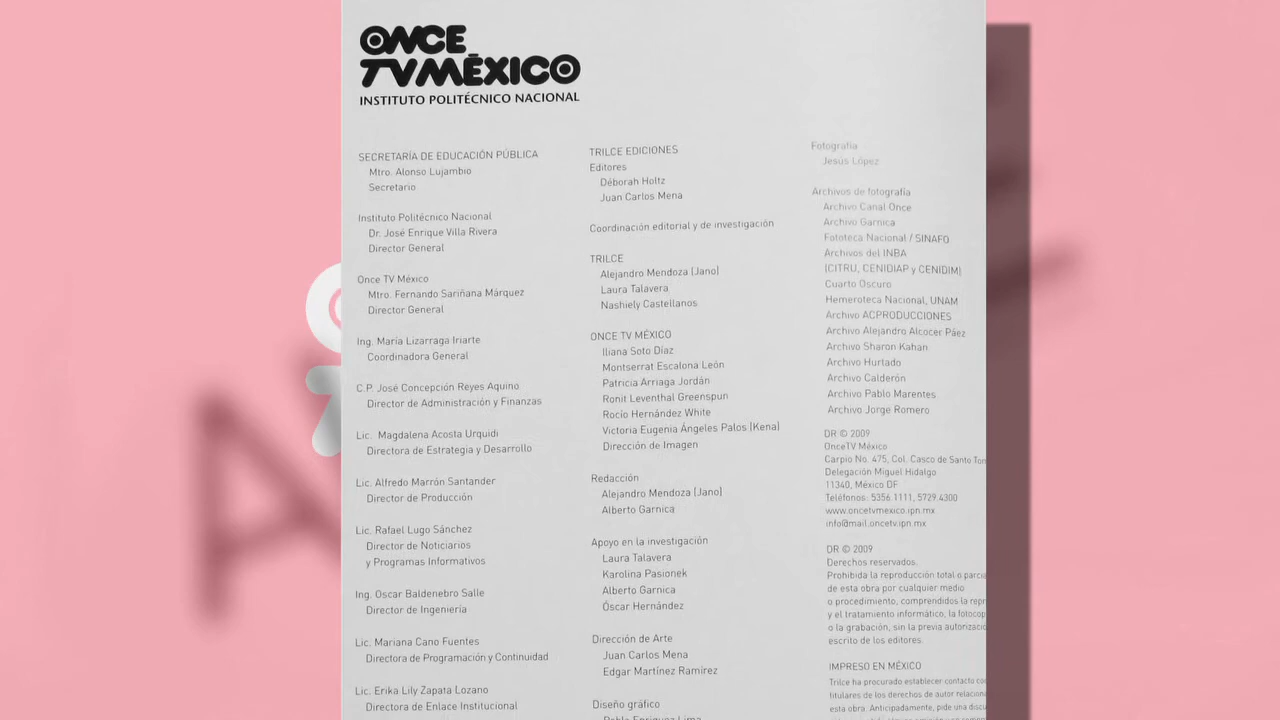 ONCE
TV MÉXICO
INSTITUTO POLITÉCNICO NACIONAL
SECRETARÍA DE EDUCACIÓN PÚBLICA
Mtro. Alonso Lujambio
Secretario
Instituto Politécnico Nacional
Dr. José Enrique Villa Rivera
Director General
Once TV México
Mtro. Fernando Sariñana Márquez
Director General
Ing. María Lizarraga Iriarte
Coordinadora General
C.P. José Concepción Reyes Aquino
Director de Administración y Finanzas
Lic. Magdalena Acosta Urquidi
Directora de Estrategia y Desarrollo
Lic. Alfredo Marrón Santander
Director de Producción
Lic. Rafael Lugo Sánchez
Director de Noticiarios
y Programas Informativos
Ing. Oscar Baldenebro Salle
Director de Ingeniería
Lic. Mariana Cano Fuentes
Directora de Programación y Continuidad
Lic. Erika Lily Zapata Lozano
Directora de Enlace Institucional
TRILCE EDICIONES
Editores
Déborah Holtz
Juan Carlos Mena
Coordinación editorial y de investigación
TRILCE
Alejandro Mendoza (Jano)
Laura Talavera
Nashiely Castellanos
ONCE TV MÉXICO
Iliana Soto Díaz
Montserrat Escalona León
Patricia Arriaga Jordán
Ronit Leventhal Greenspun
Rocío Hernández White
Victoria Eugenia Ángeles Palos (Kena)
Dirección de Imagen
Redacción
Alejandro Mendoza (Jano)
Alberto Garnica
Apoyo en la investigación
Laura Talavera
Karolina Pasionek
Alberto Garnica
Óscar Hernández
Dirección de Arte
Juan Carlos Mena
Edgar Martínez Ramírez
Diseño gráfico
Pablo Enríquez Lima
Fotografía
Jesús López
Archivos de fotografía
Archivo Canal Once
Archivo Garnica
Fototeca Nacional / SINAFO
Archivos del INBA
(CITRU, CENIDIAP y CENIDIM)
Cuarto Oscuro
Hemeroteca Nacional, UNAM
Archivo ACPRODUCCIONES
Archivo Alejandro Alcocer Páez
Archivo Sharon Kahan
Archivo Hurtado
Archivo Calderón
Archivo Pablo Marentes
Archivo Jorge Romero
DR © 2009
OnceTV México
Carpio No. 475, Col. Casco de Santo Tom
Delegación Miguel Hidalgo
11340, México DF
Teléfonos: 5356.1111, 5729.4300
www.oncetvmexico.ipn.mx
info@mail.oncetv.ipn.mx
DR © 2009
Derechos reservados.
Prohibida la reproducción total o parcia
de esta obra por cualquier medio
o procedimiento, comprendidos la repr
y el tratamiento informático, la fotocop
o la grabación, sin la previa autorizació
escrito de los editores.
IMPRESO EN MÉXICO
Trilce ha procurado establecer contacto co
titulares de los derechos de autor relacion
esta obra. Anticipadamente, pide una discu